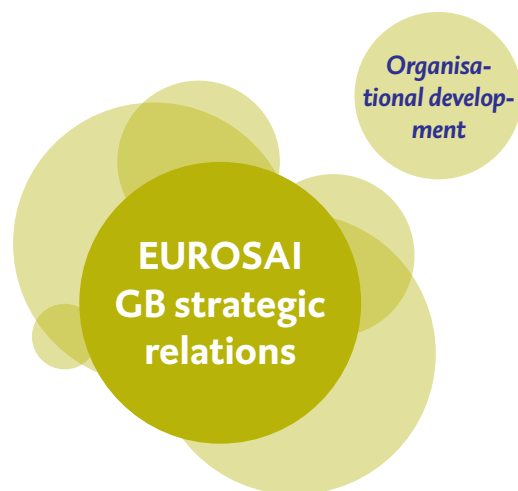 Organisa-
tional develop-
ment
EUROSAI
GB strategic
relations